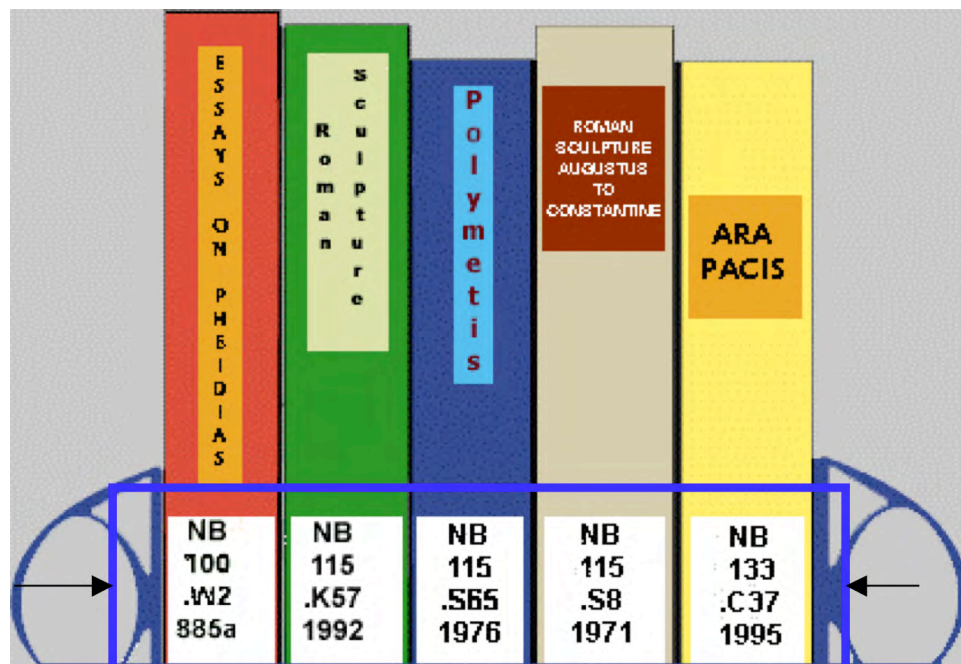 ESSAYS ON PHEIDIAS
Roman
Sculpture
Polymetis
ROMAN
SCULPTURE
AUGUSTUS
TO
CONSTANTINE
ARA
PACIS
NB
100
.W2
885a
NB
115
.K57
1992
NB
115
.S65
1976
NB
115
.S8
1971
NB
133
.C37
1995